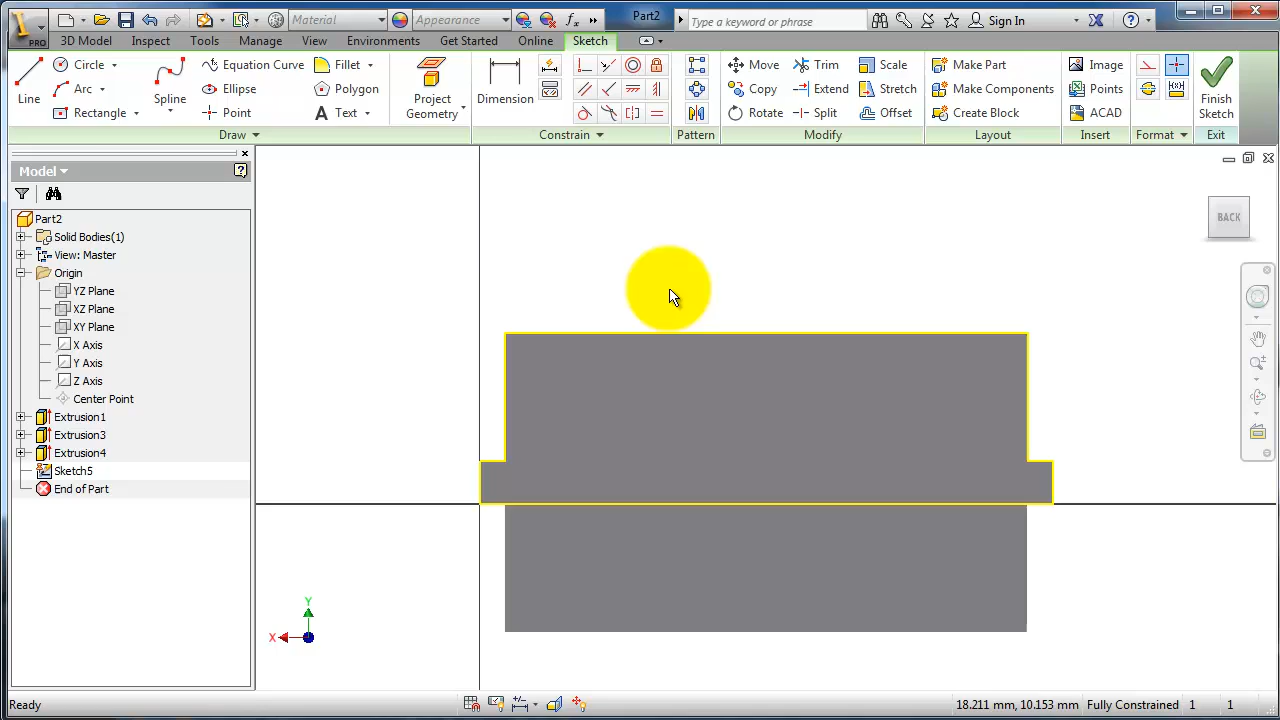 Material
Appearance
Part2
Type a keyword or phrase
Sign In
PRO
3D Model
Inspect
Tools
Manage
View
Environments
Get Started
Online
Sketch
Line
Circle
Arc
Rectangle
Spline
Equation Curve
Ellipse
Point
Fillet
Polygon
Text
Project Geometry
Dimension
Move
Copy
Rotate
Trim
Extend
Split
Scale
Stretch
Offset
Make Part
Make Components
Create Block
Image
Points
ACAD
Finish Sketch
Draw
Constrain
Pattern
Modify
Layout
Insert
Format
Exit
Model
Part2
Solid Bodies(1)
View: Master
Origin
YZ Plane
XZ Plane
XY Plane
X Axis
Y Axis
Z Axis
Center Point
Extrusion1
Extrusion3
Extrusion4
Sketch5
End of Part
BACK
Y
X
Ready
18.211 mm, 10.153 mm
Fully Constrained
1
1